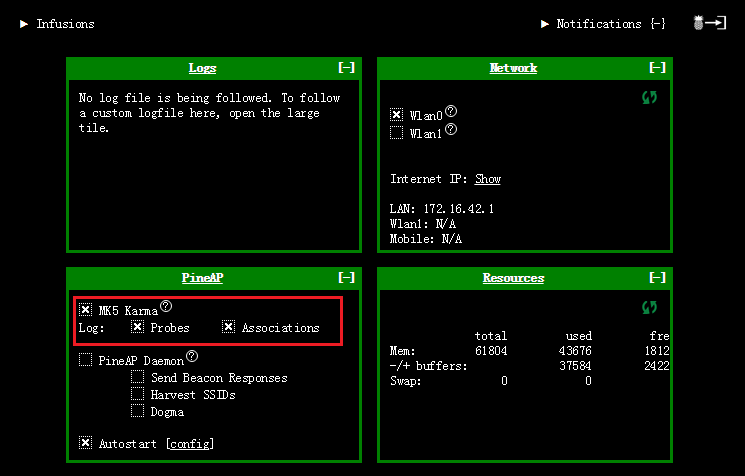 Infusions
Notifications [-]
Logs [-]
No log file is being followed. To follow
a custom logfile here, open the large
tile.
Network [-]
Wlan0?
Wlan1?
Internet IP: Show
LAN: 172.16.42.1
Wlan1: N/A
Mobile: N/A
PineAP [-]
MK5 Karma?
Log: Probes Associations
PineAP Daemon?
Send Beacon Responses
Harvest SSIDs
Dogma
Autostart [config]
Resources [-]
total used fre
Mem: 61804 43676 1812
-/+ buffers: 37584 2422
Swap: 0 0